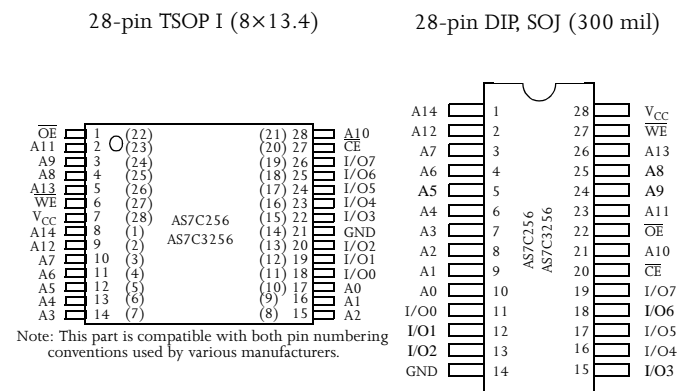 28-pin TSOP I (8×13.4)
OE 1 (22) (21) 28 A10
A11 2 (23) (20) 27 CE
A9 3 (24) (19) 26 I/O7
A8 4 (25) (18) 25 I/O6
A13 5 (26) (17) 24 I/O5
WE 6 (27) (16) 23 I/O4
VCC 7 (28) (15) 22 I/O3
A14 8 (1) (14) 21 GND
A12 9 (2) (13) 20 I/O2
A7 10 (3) (12) 19 I/O1
A6 11 (4) (11) 18 I/O0
A5 12 (5) (10) 17 A0
A4 13 (6) (9) 16 A1
A3 14 (7) (8) 15 A2
AS7C256
AS7C3256
Note: This part is compatible with both pin numbering
conventions used by various manufacturers.
28-pin DIP, SOJ (300 mil)
A14 1 28 VCC
A12 2 27 WE
A7 3 26 A13
A6 4 25 A8
A5 5 24 A9
A4 6 23 A11
A3 7 22 OE
A2 8 21 A10
A1 9 20 CE
A0 10 19 I/O7
I/O0 11 18 I/O6
I/O1 12 17 I/O5
I/O2 13 16 I/O4
GND 14 15 I/O3
AS7C256
AS7C3256